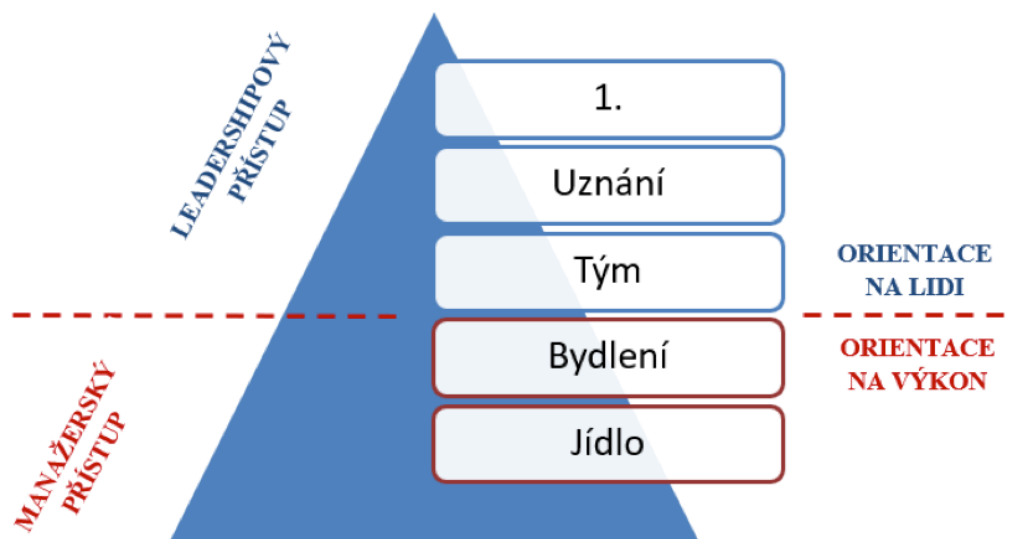 LEADERSHIPOVÝ
PŘÍSTUP
1.
Uznání
Tým
ORIENTACE
NA LIDI
Bydlení
ORIENTACE
NA VÝKON
Jídlo
MANAŽERSKÝ
PŘÍSTUP